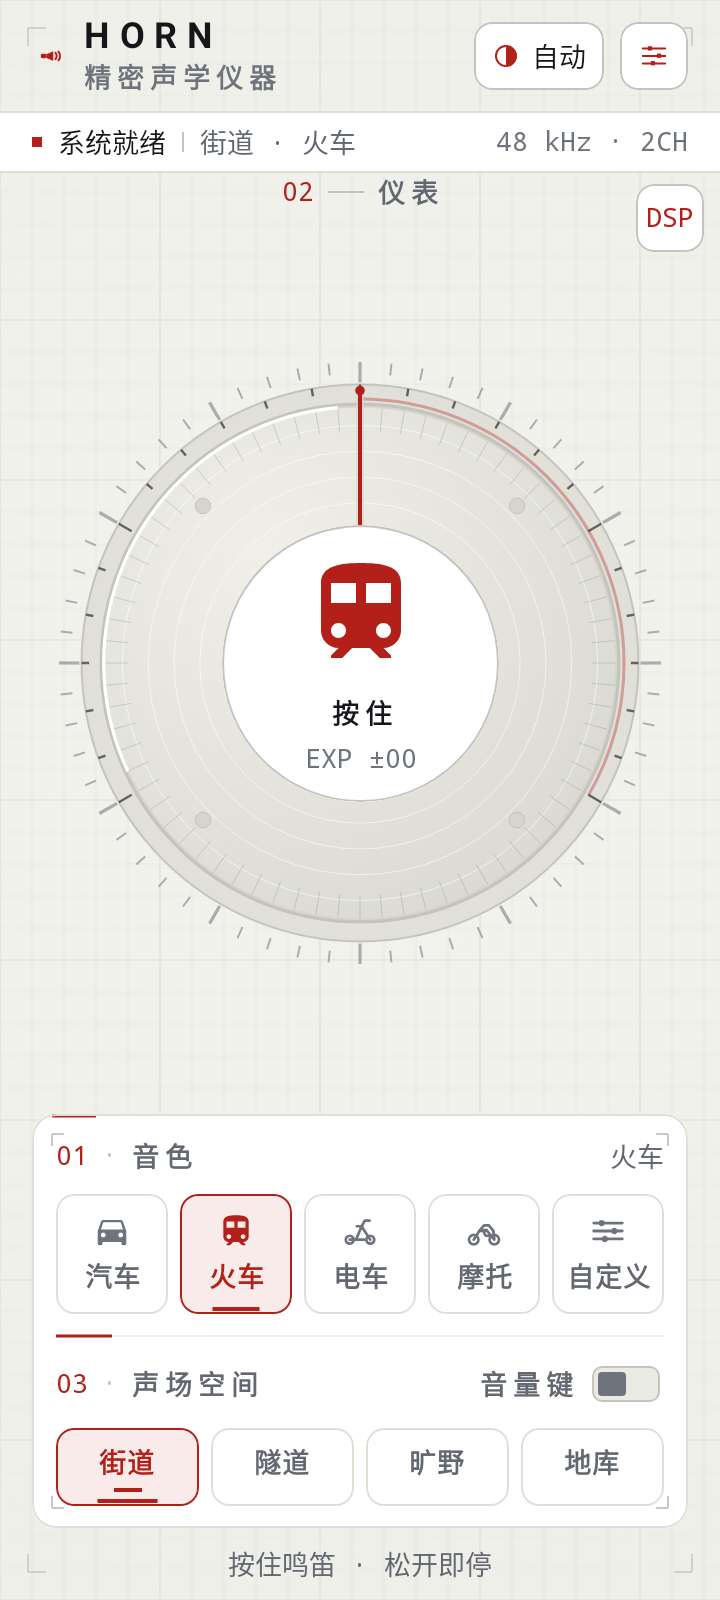 HORN
精密声学仪器
自动
系统就绪 街道 · 火车 48 kHz · 2CH
02 仪表
DSP
按住
EXP ±00
01 · 音色 火车
汽车 火车 电车 摩托 自定义
03 · 声场空间 音量键
街道 隧道 旷野 地库
按住鸣笛 · 松开即停